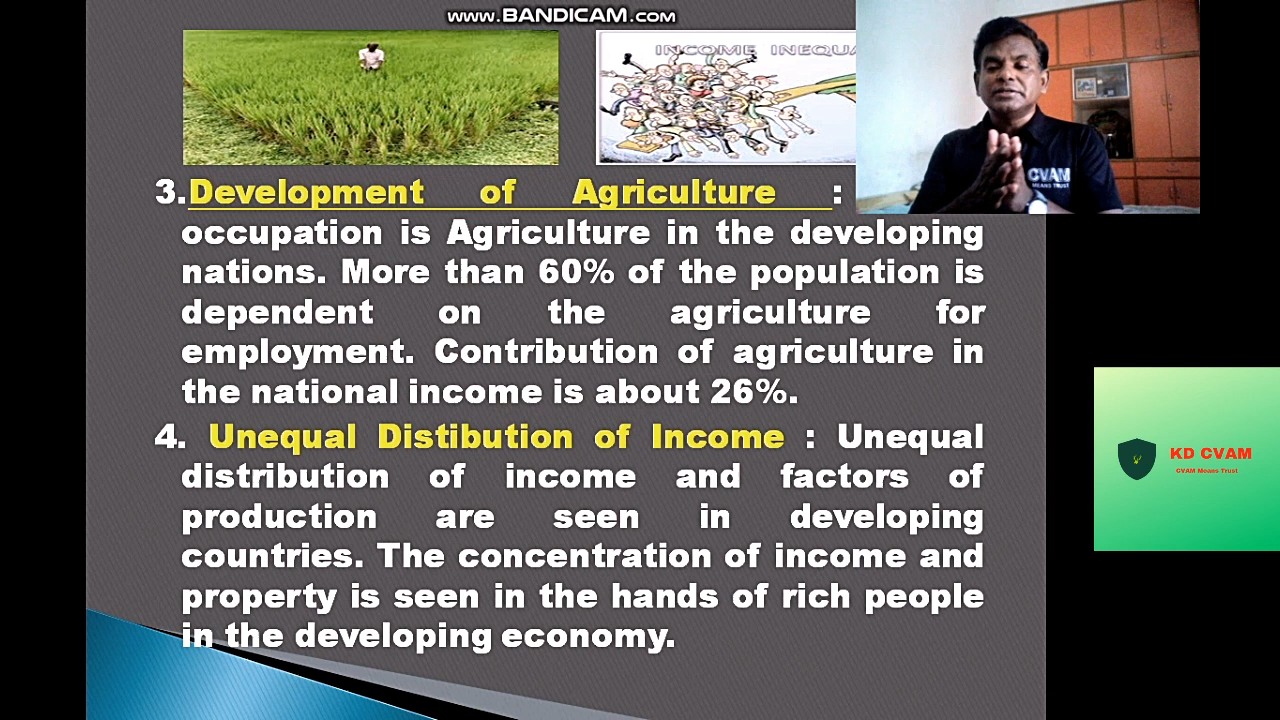 www.BANDICAM.com
INCOME INEQUA
CVAM
MEANS TRUST
3.Development of Agriculture :
occupation is Agriculture in the developing
nations. More than 60% of the population is
dependent on the agriculture for
employment. Contribution of agriculture in
the national income is about 26%.
4. Unequal Distibution of Income : Unequal
distribution of income and factors of
production are seen in developing
countries. The concentration of income and
property is seen in the hands of rich people
in the developing economy.
KD CVAM
CVAM Means Trust